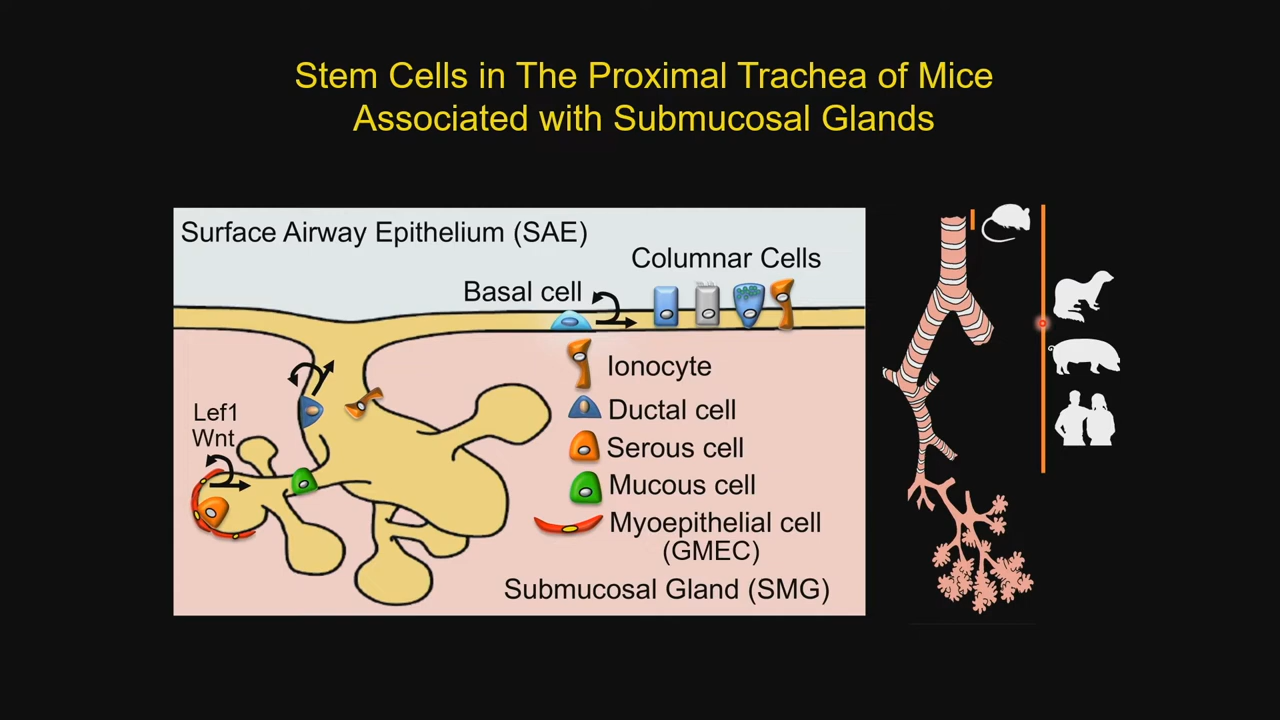 Stem Cells in The Proximal Trachea of Mice
Associated with Submucosal Glands
Surface Airway Epithelium (SAE)
Columnar Cells
Basal cell
Ionocyte
Ductal cell
Lef1
Wnt
Serous cell
Mucous cell
Myoepithelial cell
(GMEC)
Submucosal Gland (SMG)